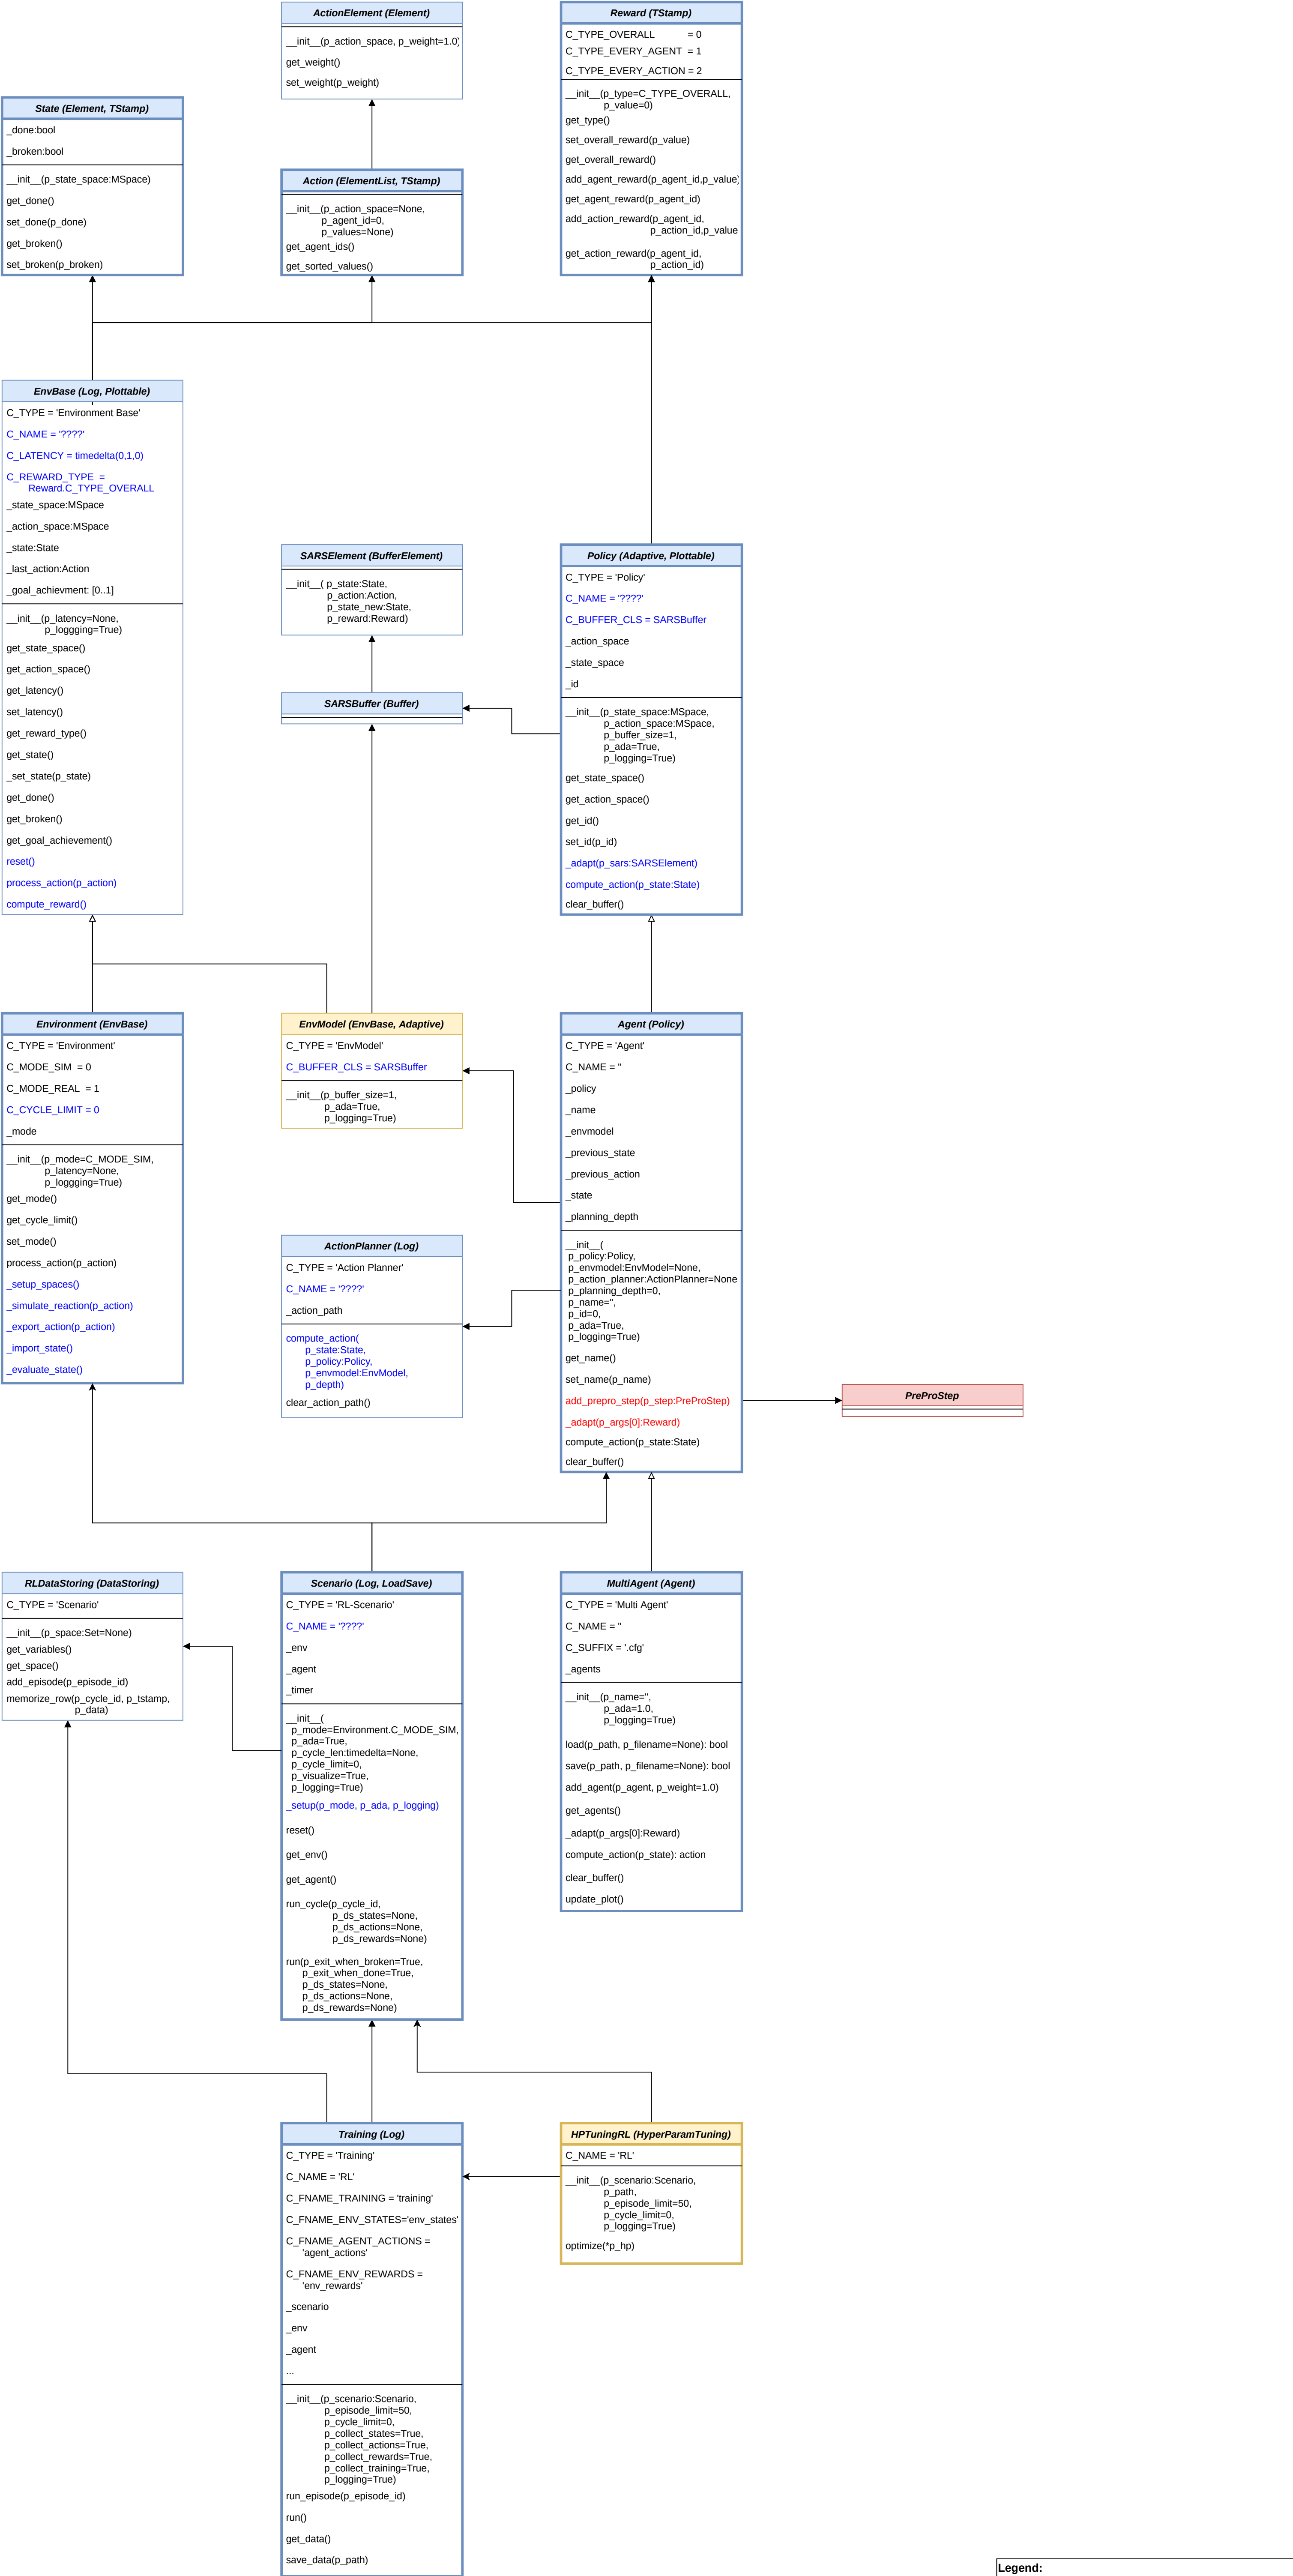 ActionElement (Element)
__init__(p_action_space, p_weight=1.0)
get_weight()
set_weight(p_weight)
Reward (TStamp)
C_TYPE_OVERALL = 0
C_TYPE_EVERY_AGENT = 1
C_TYPE_EVERY_ACTION = 2
__init__(p_type=C_TYPE_OVERALL,
p_value=0)
get_type()
set_overall_reward(p_value)
get_overall_reward()
add_agent_reward(p_agent_id,p_value)
get_agent_reward(p_agent_id)
add_action_reward(p_agent_id,
p_action_id,p_value
get_action_reward(p_agent_id,
p_action_id)
State (Element, TStamp)
_done:bool
_broken:bool
__init__(p_state_space:MSpace)
get_done()
set_done(p_done)
get_broken()
set_broken(p_broken)
Action (ElementList, TStamp)
__init__(p_action_space=None,
p_agent_id=0,
p_values=None)
get_agent_ids()
get_sorted_values()
EnvBase (Log, Plottable)
C_TYPE = 'Environment Base'
C_NAME = '????'
C_LATENCY = timedelta(0,1,0)
C_REWARD_TYPE =
Reward.C_TYPE_OVERALL
_state_space:MSpace
_action_space:MSpace
_state:State
_last_action:Action
_goal_achievment: [0..1]
__init__(p_latency=None,
p_loggging=True)
get_state_space()
get_action_space()
get_latency()
set_latency()
get_reward_type()
get_state()
_set_state(p_state)
get_done()
get_broken()
get_goal_achievement()
reset()
process_action(p_action)
compute_reward()
SARSElement (BufferElement)
__init__( p_state:State,
p_action:Action,
p_state_new:State,
p_reward:Reward)
SARSBuffer (Buffer)
Policy (Adaptive, Plottable)
C_TYPE = 'Policy'
C_NAME = '????'
C_BUFFER_CLS = SARSBuffer
_action_space
_state_space
_id
__init__(p_state_space:MSpace,
p_action_space:MSpace,
p_buffer_size=1,
p_ada=True,
p_logging=True)
get_state_space()
get_action_space()
get_id()
set_id(p_id)
_adapt(p_sars:SARSElement)
compute_action(p_state:State)
clear_buffer()
Environment (EnvBase)
C_TYPE = 'Environment'
C_MODE_SIM = 0
C_MODE_REAL = 1
C_CYCLE_LIMIT = 0
_mode
__init__(p_mode=C_MODE_SIM,
p_latency=None,
p_loggging=True)
get_mode()
get_cycle_limit()
set_mode()
process_action(p_action)
_setup_spaces()
_simulate_reaction(p_action)
_export_action(p_action)
_import_state()
_evaluate_state()
EnvModel (EnvBase, Adaptive)
C_TYPE = 'EnvModel'
C_BUFFER_CLS = SARSBuffer
__init__(p_buffer_size=1,
p_ada=True,
p_logging=True)
ActionPlanner (Log)
C_TYPE = 'Action Planner'
C_NAME = '????'
_action_path
compute_action(
p_state:State,
p_policy:Policy,
p_envmodel:EnvModel,
p_depth)
clear_action_path()
Agent (Policy)
C_TYPE = 'Agent'
C_NAME = ''
_policy
_name
_envmodel
_previous_state
_previous_action
_state
_planning_depth
__init__(
p_policy:Policy,
p_envmodel:EnvModel=None,
p_action_planner:ActionPlanner=None
p_planning_depth=0,
p_name='',
p_id=0,
p_ada=True,
p_logging=True)
get_name()
set_name(p_name)
add_prepro_step(p_step:PreProStep)
_adapt(p_args[0]:Reward)
compute_action(p_state:State)
clear_buffer()
PreProStep
RLDataStoring (DataStoring)
C_TYPE = 'Scenario'
__init__(p_space:Set=None)
get_variables()
get_space()
add_episode(p_episode_id)
memorize_row(p_cycle_id, p_tstamp,
p_data)
Scenario (Log, LoadSave)
C_TYPE = 'RL-Scenario'
C_NAME = '????'
_env
_agent
_timer
__init__(
p_mode=Environment.C_MODE_SIM,
p_ada=True,
p_cycle_len:timedelta=None,
p_cycle_limit=0,
p_visualize=True,
p_logging=True)
_setup(p_mode, p_ada, p_logging)
reset()
get_env()
get_agent()
run_cycle(p_cycle_id,
p_ds_states=None,
p_ds_actions=None,
p_ds_rewards=None)
run(p_exit_when_broken=True,
p_exit_when_done=True,
p_ds_states=None,
p_ds_actions=None,
p_ds_rewards=None)
MultiAgent (Agent)
C_TYPE = 'Multi Agent'
C_NAME = ''
C_SUFFIX = '.cfg'
_agents
__init__(p_name='',
p_ada=1.0,
p_logging=True)
load(p_path, p_filename=None): bool
save(p_path, p_filename=None): bool
add_agent(p_agent, p_weight=1.0)
get_agents()
_adapt(p_args[0]:Reward)
compute_action(p_state): action
clear_buffer()
update_plot()
Training (Log)
C_TYPE = 'Training'
C_NAME = 'RL'
C_FNAME_TRAINING = 'training'
C_FNAME_ENV_STATES='env_states'
C_FNAME_AGENT_ACTIONS =
'agent_actions'
C_FNAME_ENV_REWARDS =
'env_rewards'
_scenario
_env
_agent
...
__init__(p_scenario:Scenario,
p_episode_limit=50,
p_cycle_limit=0,
p_collect_states=True,
p_collect_actions=True,
p_collect_rewards=True,
p_collect_training=True,
p_logging=True)
run_episode(p_episode_id)
run()
get_data()
save_data(p_path)
HPTuningRL (HyperParamTuning)
C_NAME = 'RL'
__init__(p_scenario:Scenario,
p_path,
p_episode_limit=50,
p_cycle_limit=0,
p_logging=True)
optimize(*p_hp)
Legend: